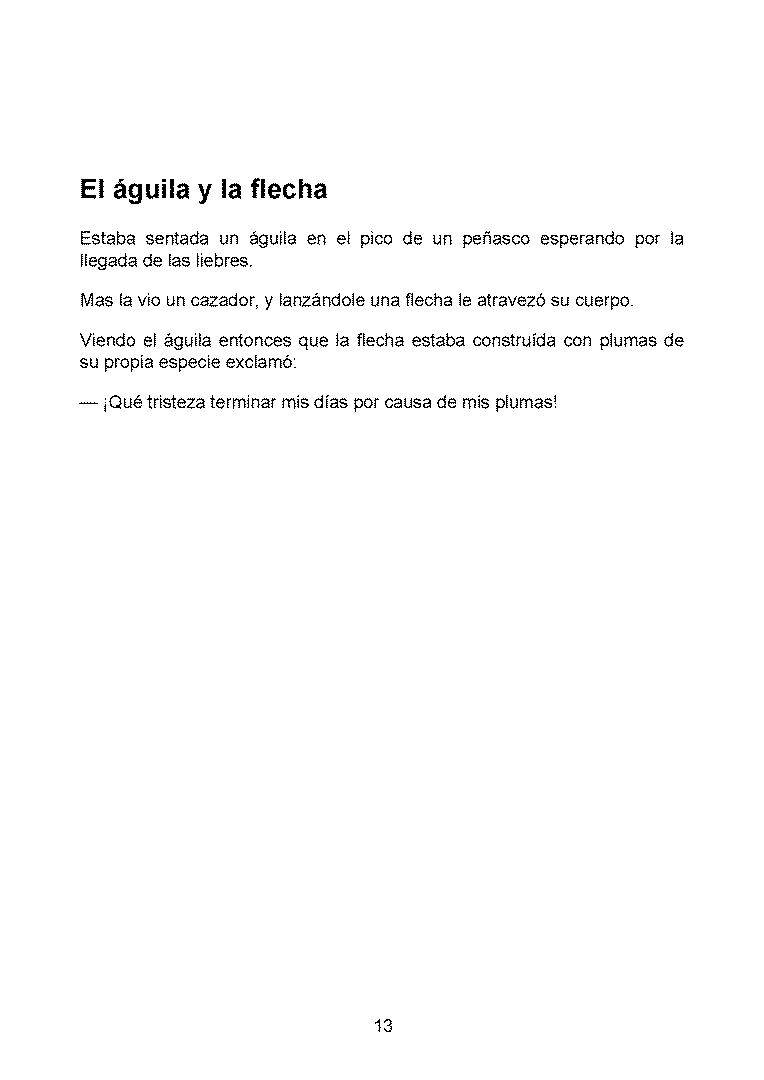 El águila y la flecha
Estaba sentada un águila en el pico de un peñasco esperando por la
llegada de las liebres.
Mas la vio un cazador, y lanzándole una flecha le atravezó su cuerpo.
Viendo el águila entonces que la flecha estaba construída con plumas de
su propia especie exclamó:
— ¡Qué tristeza terminar mis días por causa de mis plumas!
13